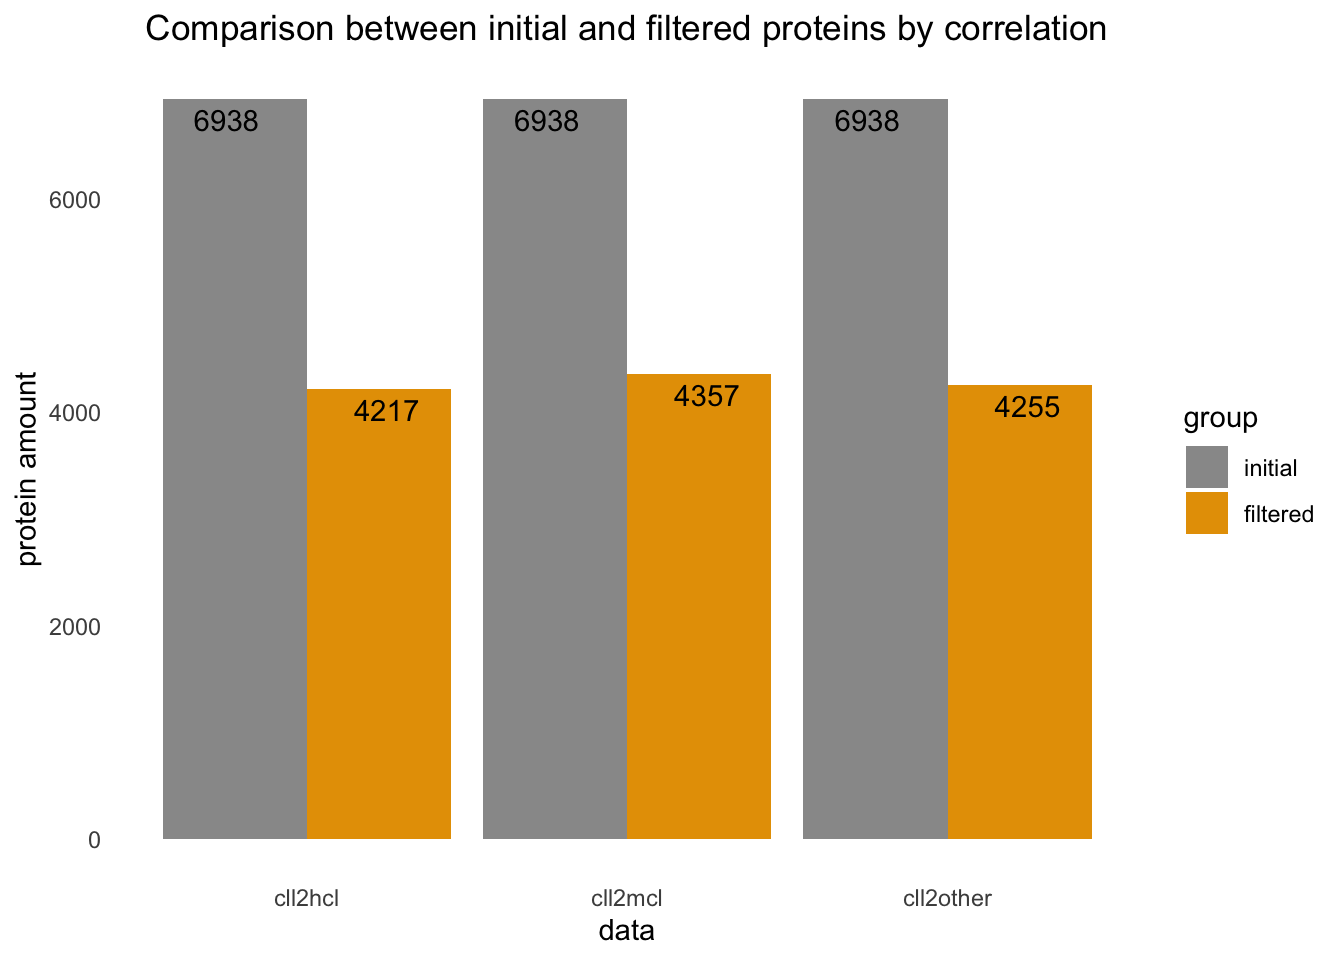 Comparison between initial and filtered proteins by correlation
6938
6938
6938
6000
4217
4357
4255
4000
2000
0
protein amount
group
initial
filtered
cll2hcl
cll2mcl
cll2other
data